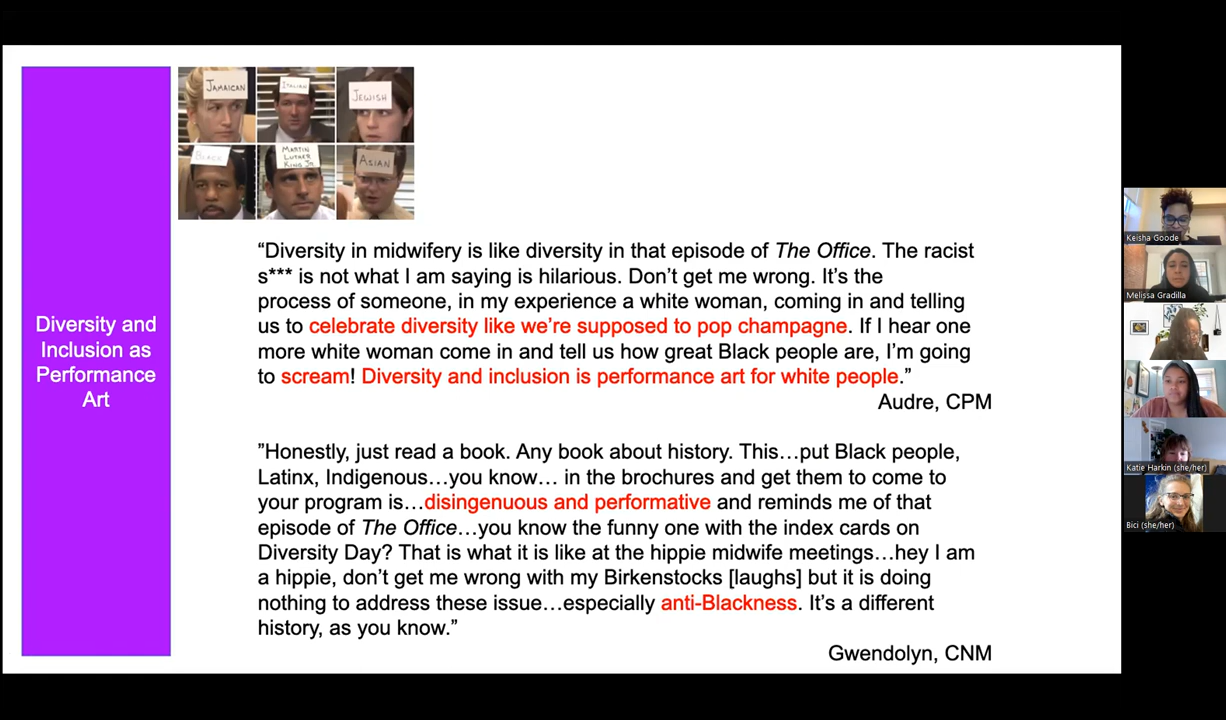 Diversity and
Inclusion as
Performance
Art
JAMAICAN
ITALIAN
JEWISH
BLACK
MARTIN
LUTHER
KING JR.
ASIAN
“Diversity in midwifery is like diversity in that episode of The Office. The racist
s*** is not what I am saying is hilarious. Don’t get me wrong. It’s the
process of someone, in my experience a white woman, coming in and telling
us to celebrate diversity like we’re supposed to pop champagne. If I hear one
more white woman come in and tell us how great Black people are, I’m going
to scream! Diversity and inclusion is performance art for white people.”
Audre, CPM
”Honestly, just read a book. Any book about history. This…put Black people,
Latinx, Indigenous…you know… in the brochures and get them to come to
your program is…disingenuous and performative and reminds me of that
episode of The Office…you know the funny one with the index cards on
Diversity Day? That is what it is like at the hippie midwife meetings…hey I am
a hippie, don’t get me wrong with my Birkenstocks [laughs] but it is doing
nothing to address these issue…especially anti-Blackness. It’s a different
history, as you know.”
Gwendolyn, CNM
Keisha Goode
Melissa Gradilla
Katie Harkin (she/her)
Bici (she/her)